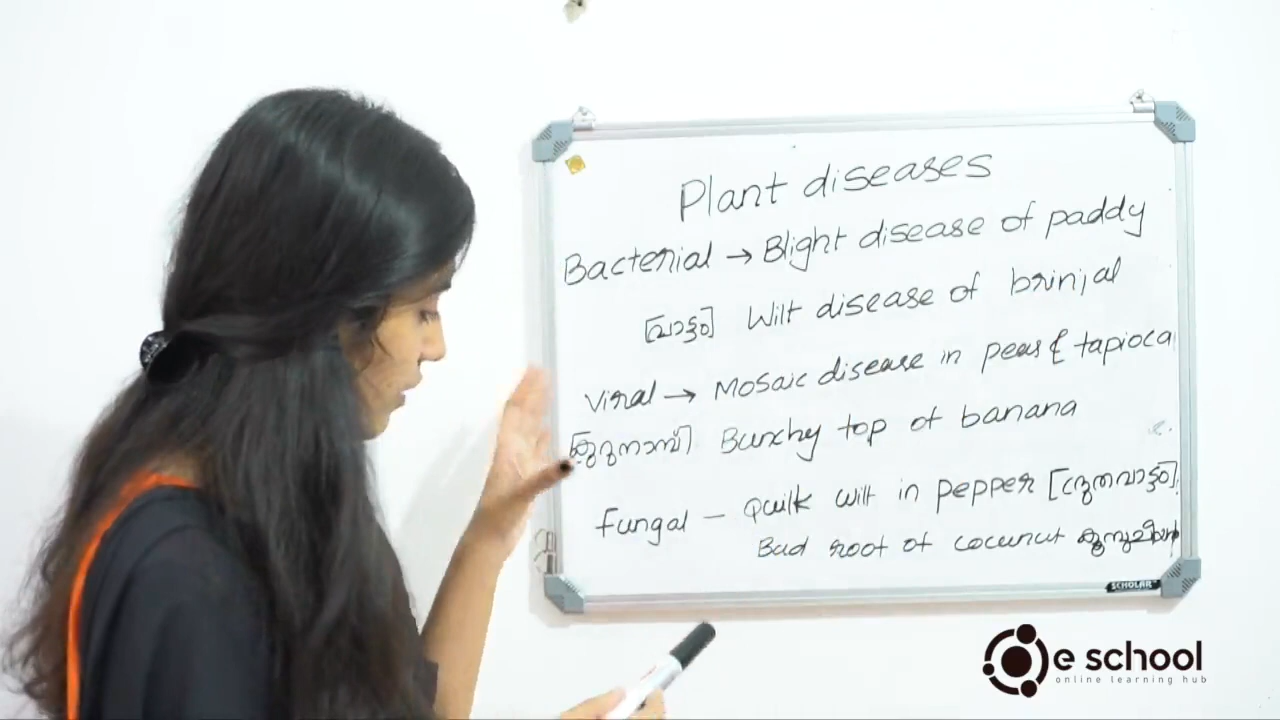 Plant diseases
Bacterial → Blight disease of paddy
[വാട്ടം] Wilt disease of brinjal
Viral → Mosaic disease in peas & tapioca
[കുറുനാമ്പ്] Bunchy top of banana
Fungal – Quik wilt in pepper [ദ്രുതവാട്ടം]
Bud root of coconut
SCHOLAR
e school
online learning hub